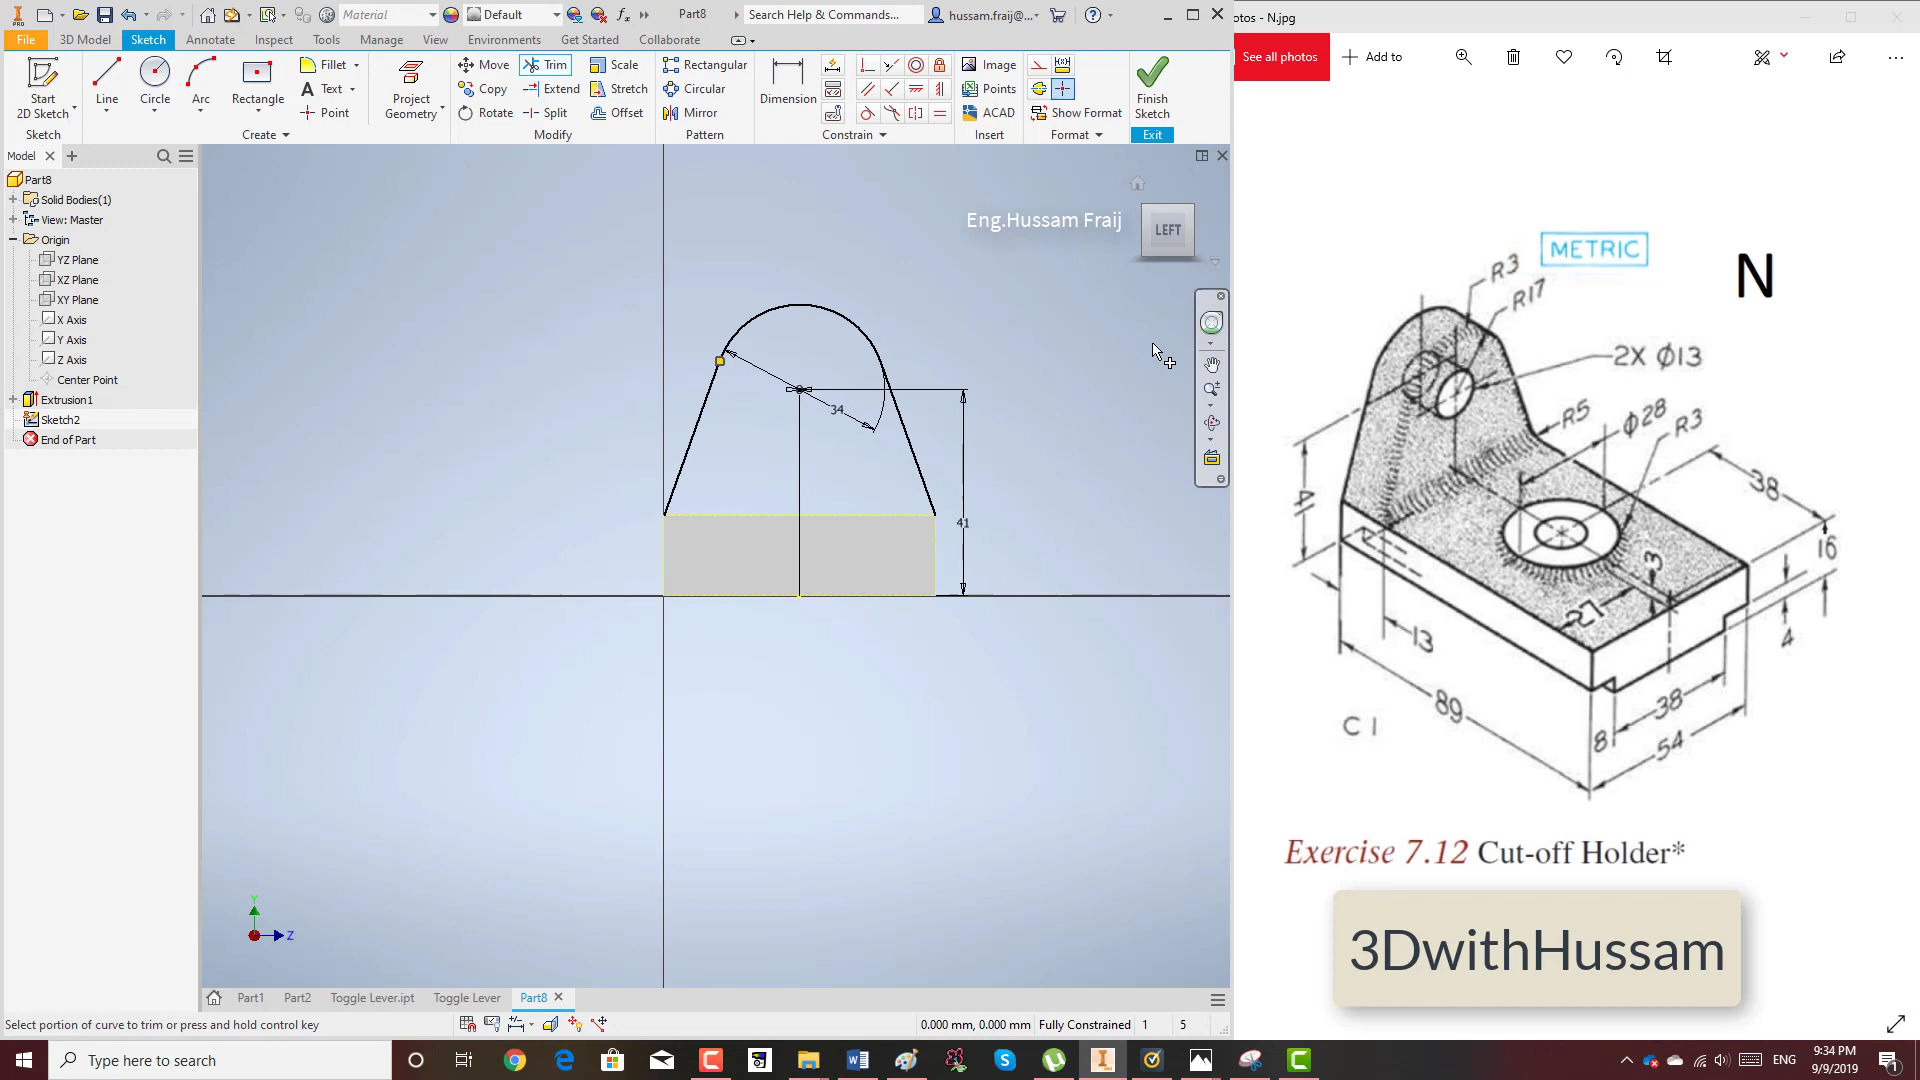 Material
Default
Part8
Search Help & Commands...
hussam.fraij@...
File
3D Model
Sketch
Annotate
Inspect
Tools
Manage
View
Environments
Get Started
Collaborate
Start
2D Sketch
Line
Circle
Arc
Rectangle
Fillet
Text
Point
Project
Geometry
Move
Copy
Rotate
Trim
Extend
Split
Scale
Stretch
Offset
Rectangular
Circular
Mirror
Dimension
Image
Points
ACAD
Show Format
Finish
Sketch
Sketch
Create
Modify
Pattern
Constrain
Insert
Format
Exit
Model
Part8
Solid Bodies(1)
View: Master
Origin
YZ Plane
XZ Plane
XY Plane
X Axis
Y Axis
Z Axis
Center Point
Extrusion1
Sketch2
End of Part
Eng.Hussam Fraij
LEFT
34
41
Y
Z
Part1
Part2
Toggle Lever.ipt
Toggle Lever
Part8
Select portion of curve to trim or press and hold control key
0.000 mm, 0.000 mm
Fully Constrained
1
5
otos - N.jpg
See all photos
Add to
METRIC
N
R3
R17
2X Ø13
R5
Ø28
R3
38
41
16
3
27
13
4
89
38
8
54
C1
Exercise 7.12 Cut-off Holder*
3DwithHussam
Type here to search
ENG
9:34 PM
9/9/2019